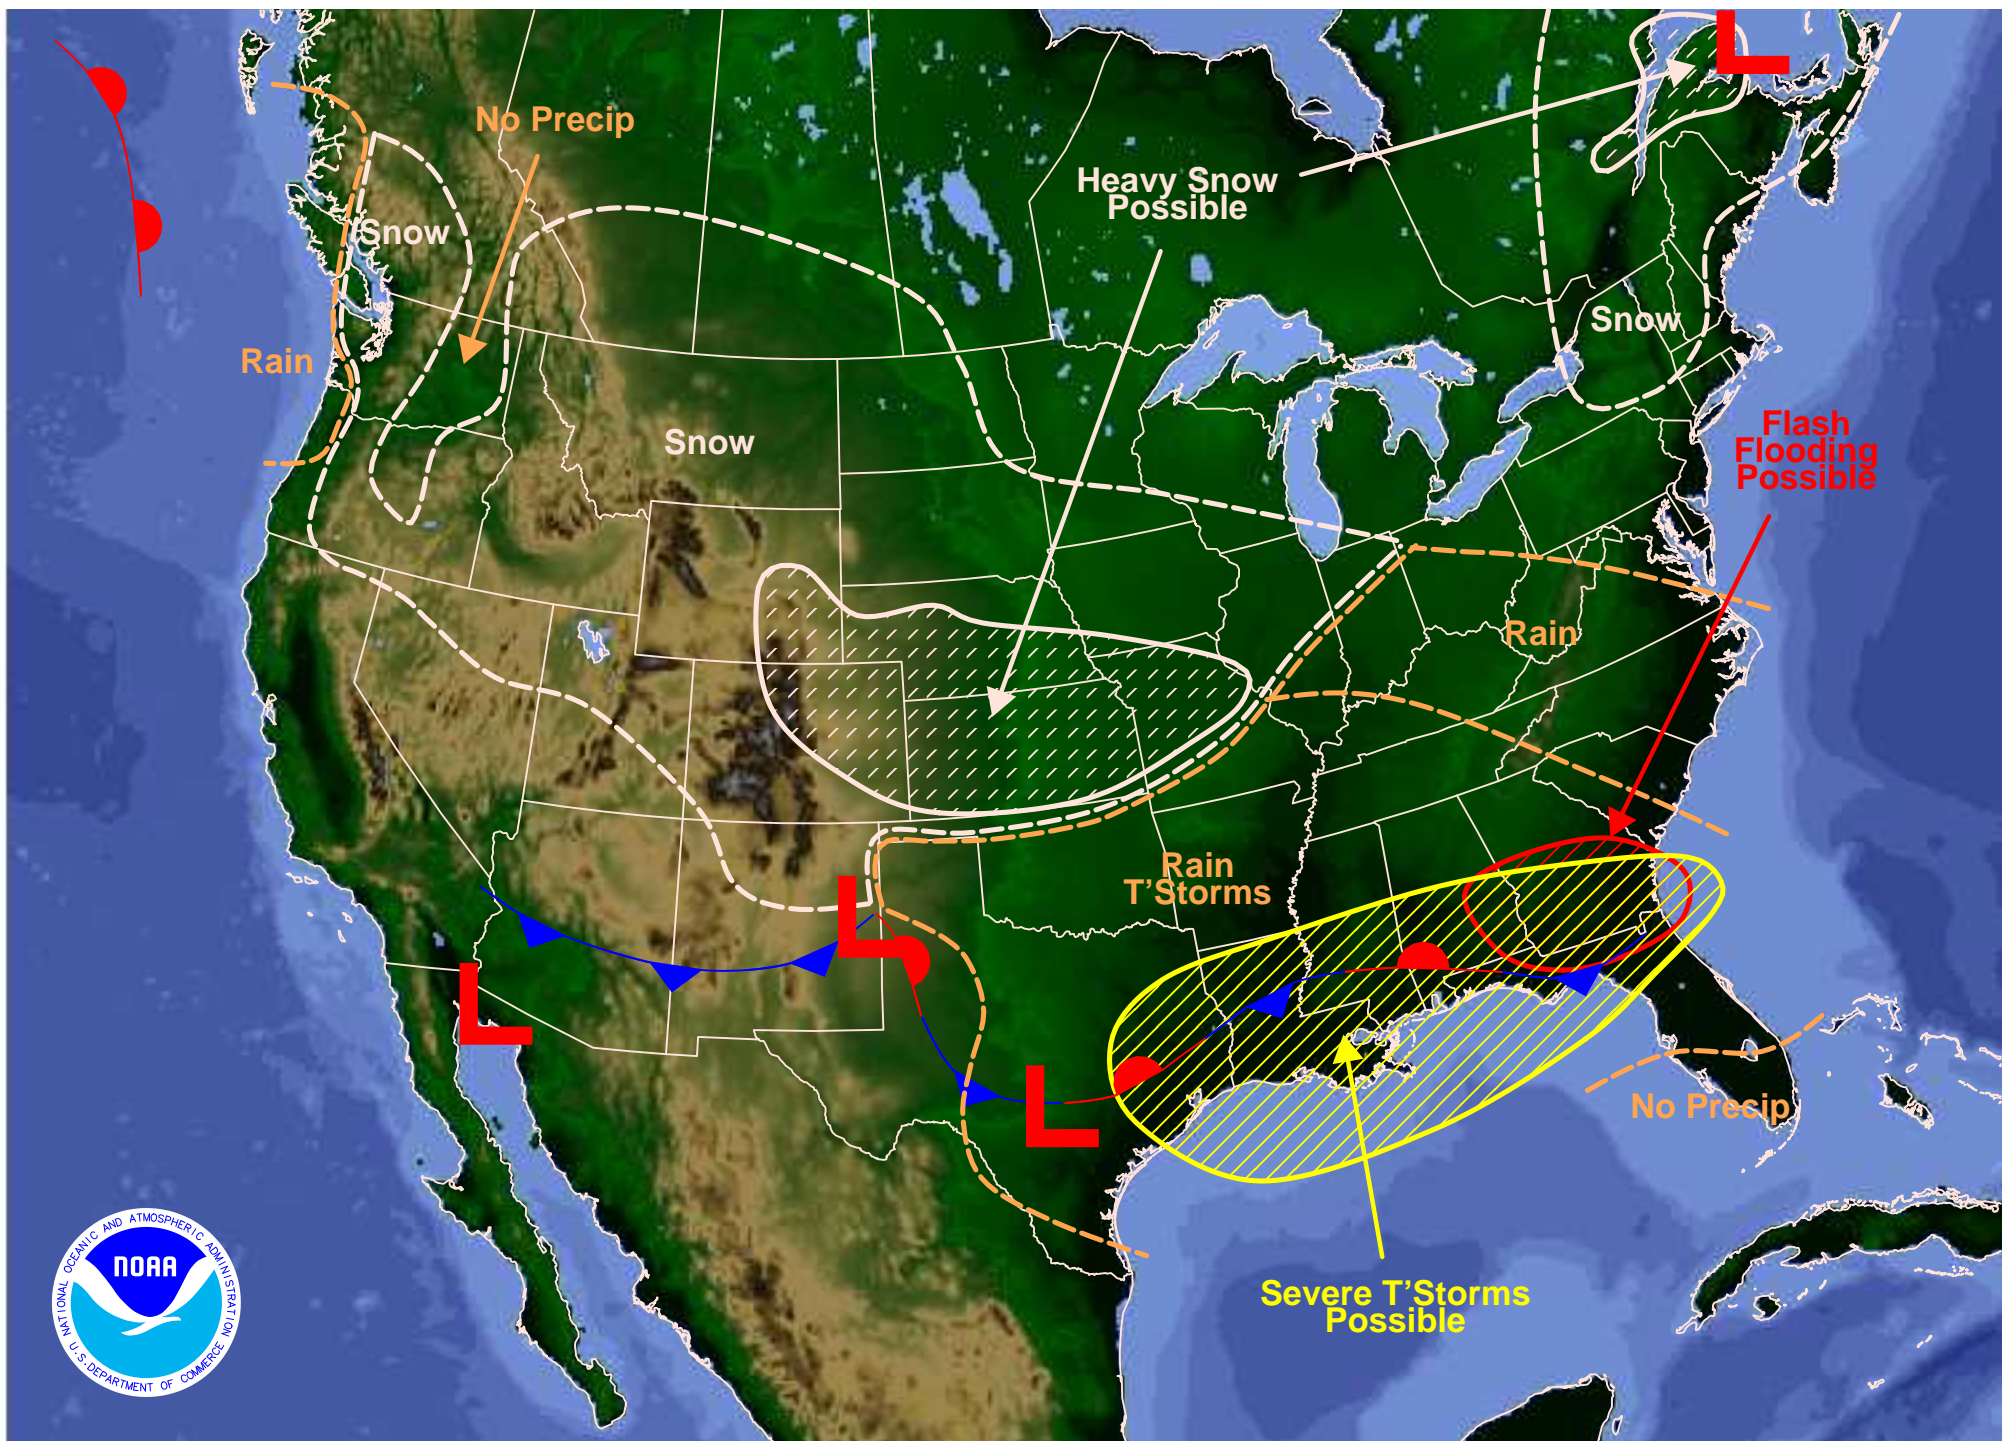 No Precip
Heavy Snow
Possible
Snow
Rain
Snow
Snow
Flash
Flooding
Possible
Rain
Rain
T'Storms
No Precip
Severe T'Storms
Possible
L
L
L
L
NATIONAL OCEANIC AND ATMOSPHERIC ADMINISTRATION
NOAA
U.S. DEPARTMENT OF COMMERCE